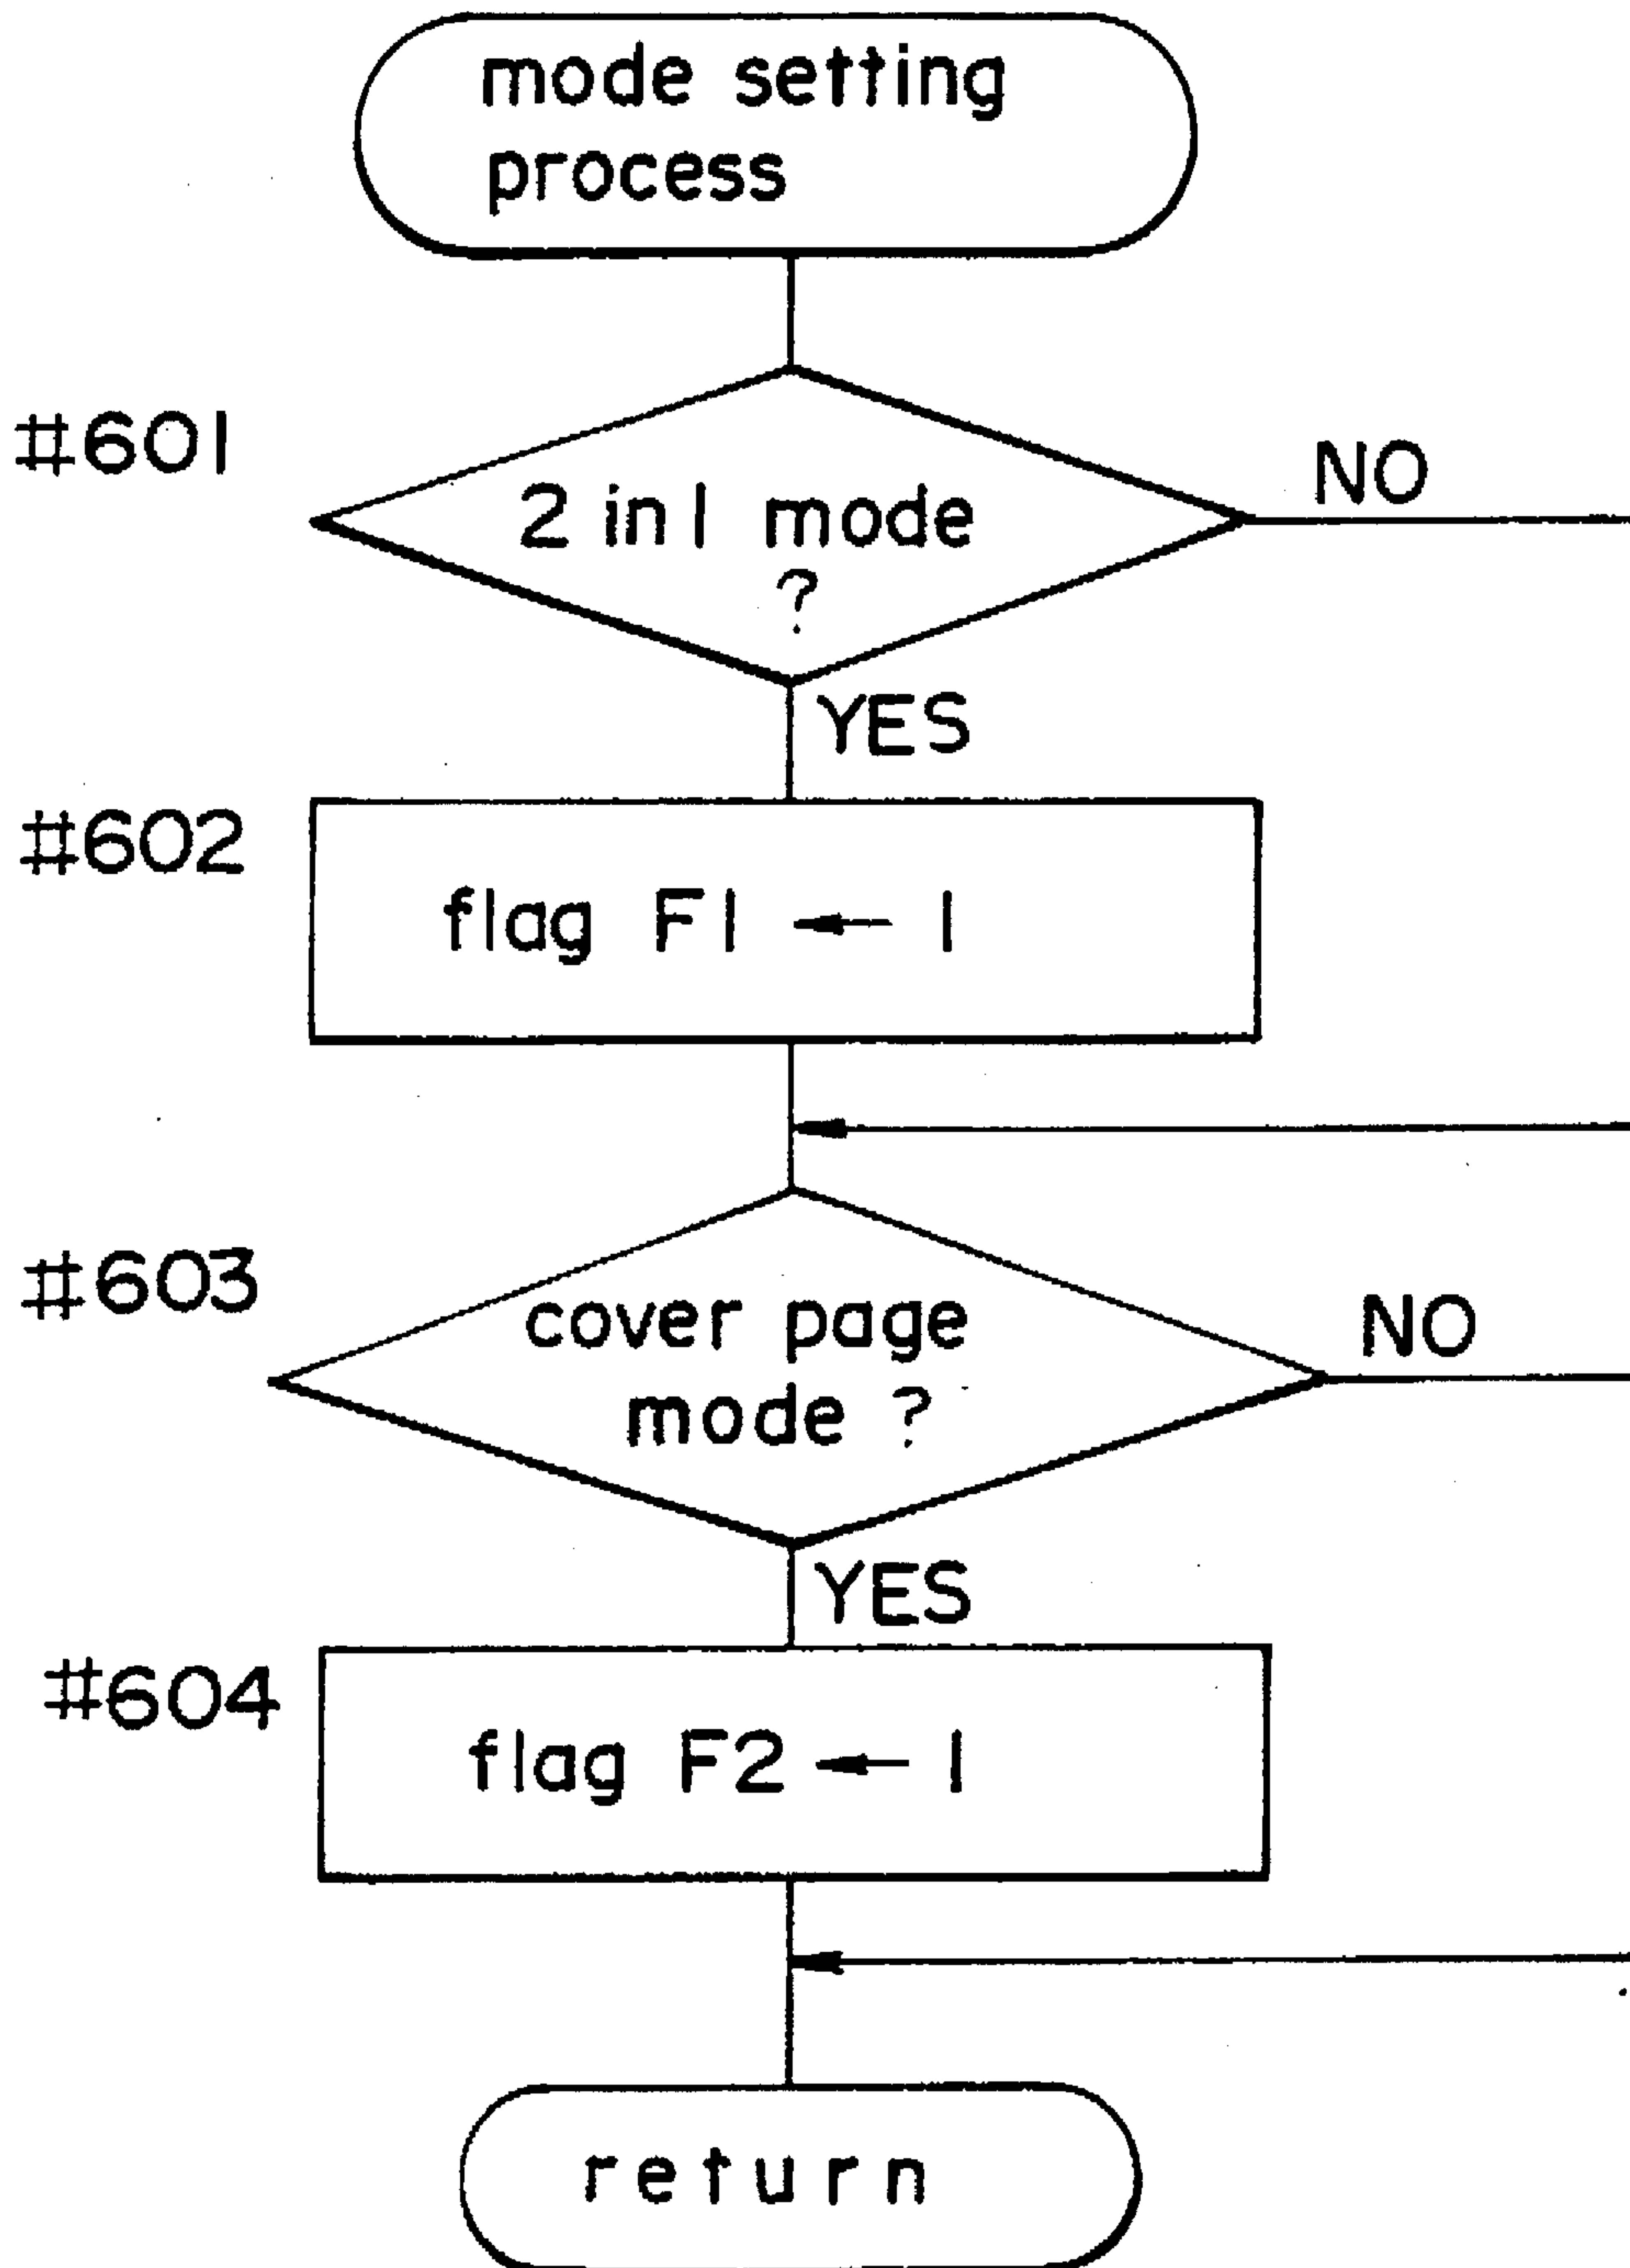 mode setting
process
#601
NO
2 in 1 mode
?
YES
#602
flag F1 ← 1
#603
cover page
NO
mode ?
YES
#604
flag F2 ← 1
return